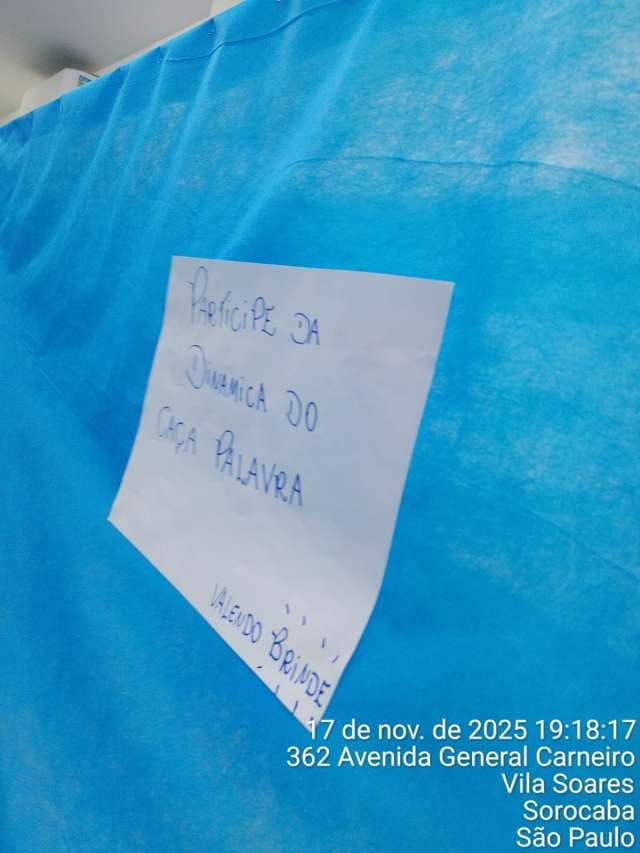 PARTICIPE DA
DINAMICA DO
CAÇA PALAVRA
VALENDO BRINDE
17 de nov. de 2025 19:18:17
362 Avenida General Carneiro
Vila Soares
Sorocaba
São Paulo